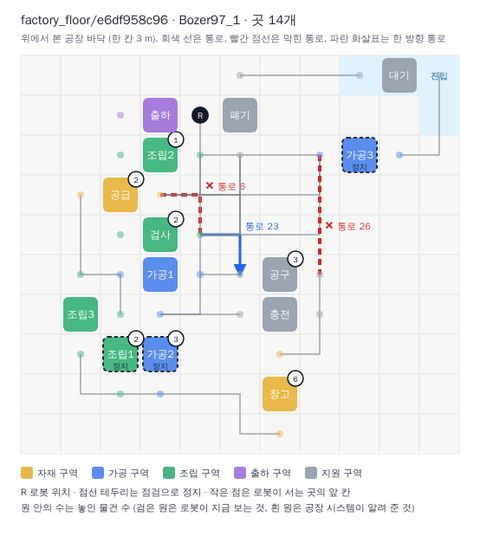 factory_floor/e6df958c96 · Bozer97_1 · 곳 14개
위에서 본 공장 바닥 (한 칸 3 m). 회색 선은 통로, 빨간 점선은 막힌 통로, 파란 화살표는 한 방향 통로
대기
전입
출하
R
폐기
1
조립2
가공3
정지
2
공급
✕ 통로 6
2
검사
통로 23
✕ 통로 26
3
가공1
공구
조립3
충전
2
3
조립1
정지
가공2
정지
6
창고
자재 구역
가공 구역
조립 구역
출하 구역
지원 구역
R 로봇 위치 · 점선 테두리는 점검으로 정지 · 작은 점은 로봇이 서는 곳의 앞 칸
원 안의 수는 놓인 물건 수 (검은 원은 로봇이 지금 보는 것, 흰 원은 공장 시스템이 알려 준 것)